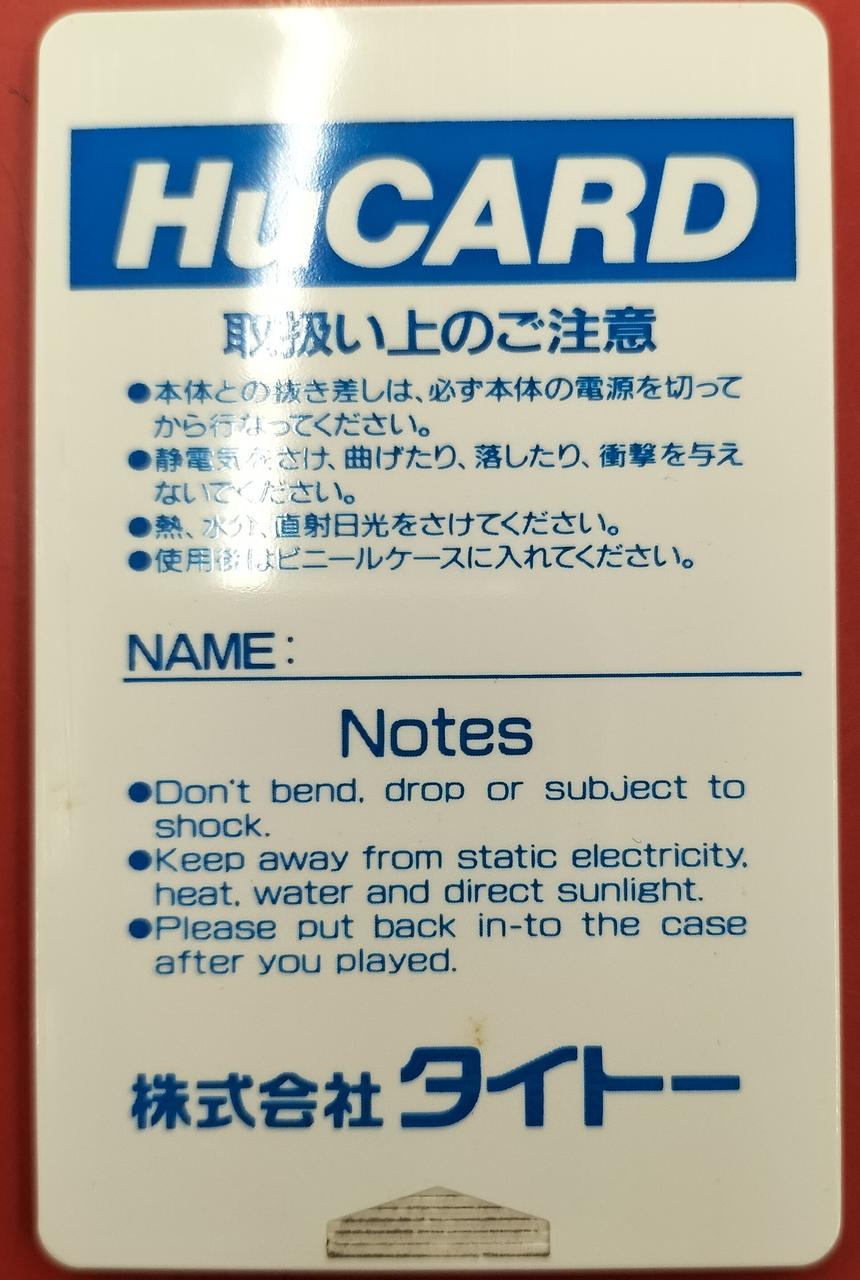 HuCARD
取扱い上のご注意
●本体との抜き差しは、必ず本体の電源を切って
から行なってください。
●静電気をさけ、曲げたり、落したり、衝撃を与え
ないでください。
●熱、水分、直射日光をさけてください。
●使用後はビニールケースに入れてください。
NAME:
Notes
●Don't bend, drop or subject to
shock.
●Keep away from static electricity,
heat, water and direct sunlight.
●Please put back in-to the case
after you played.
株式会社タイトー